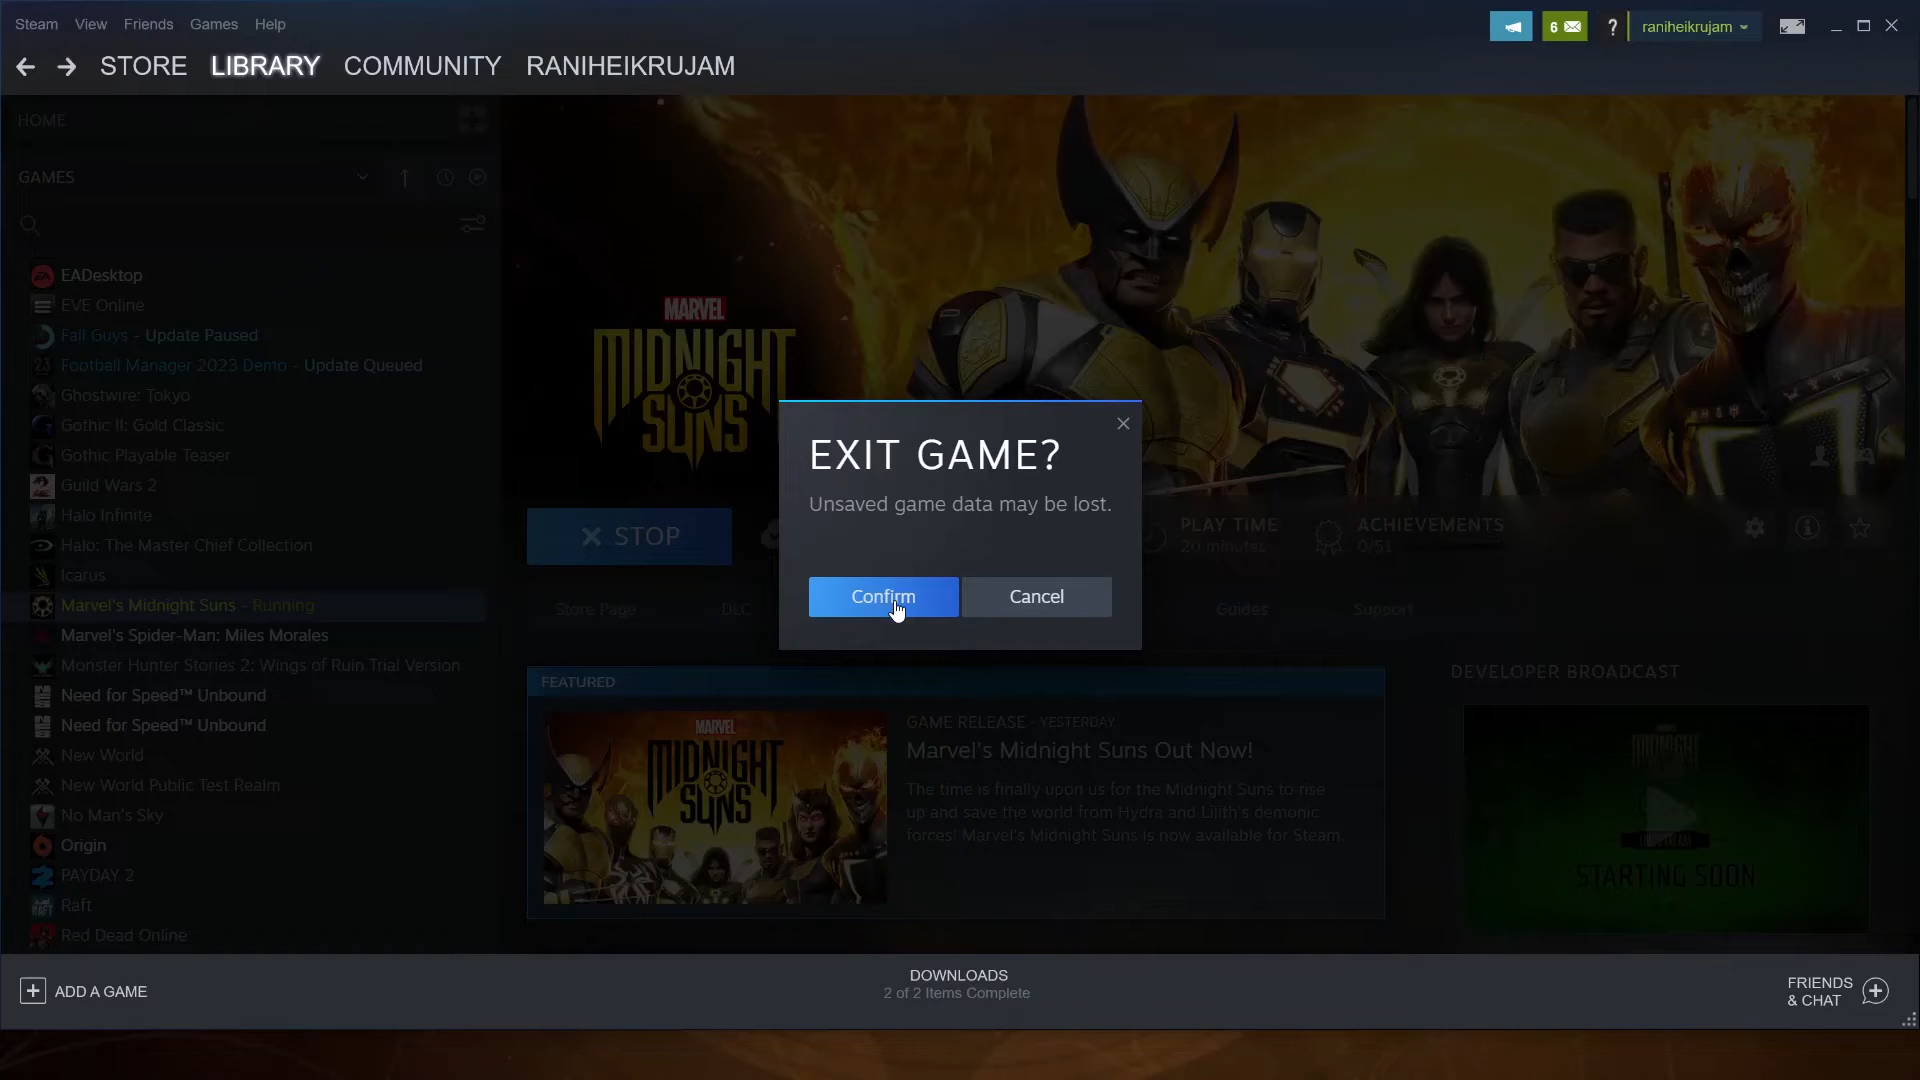 Steam View Friends Games Help
6
?
raniheikrujam
STORE LIBRARY COMMUNITY RANIHEIKRUJAM
HOME
GAMES
EADesktop
EVE Online
Fall Guys - Update Paused
Football Manager 2023 Demo - Update Queued
Ghostwire: Tokyo
Gothic II: Gold Classic
Gothic Playable Teaser
Guild Wars 2
Halo Infinite
Halo: The Master Chief Collection
Icarus
Marvel's Midnight Suns - Running
Marvel's Spider-Man: Miles Morales
Monster Hunter Stories 2: Wings of Ruin Trial Version
Need for Speed™ Unbound
Need for Speed™ Unbound
New World
New World Public Test Realm
No Man's Sky
Origin
PAYDAY 2
Raft
Red Dead Online
MARVEL
MIDNIGHT
SUNS
STOP
PLAY TIME
20 minutes
ACHIEVEMENTS
0/51
Store Page DLC Guides Support
EXIT GAME?
Unsaved game data may be lost.
Confirm Cancel
FEATURED
MARVEL
MIDNIGHT
SUNS
GAME RELEASE - YESTERDAY
Marvel's Midnight Suns Out Now!
The time is finally upon us for the Midnight Suns to rise
up and save the world from Hydra and Lilith's demonic
forces! Marvel's Midnight Suns is now available for Steam.
DEVELOPER BROADCAST
MIDNIGHT
LIVESTREAM
STARTING SOON
ADD A GAME
DOWNLOADS
2 of 2 Items Complete
FRIENDS
& CHAT